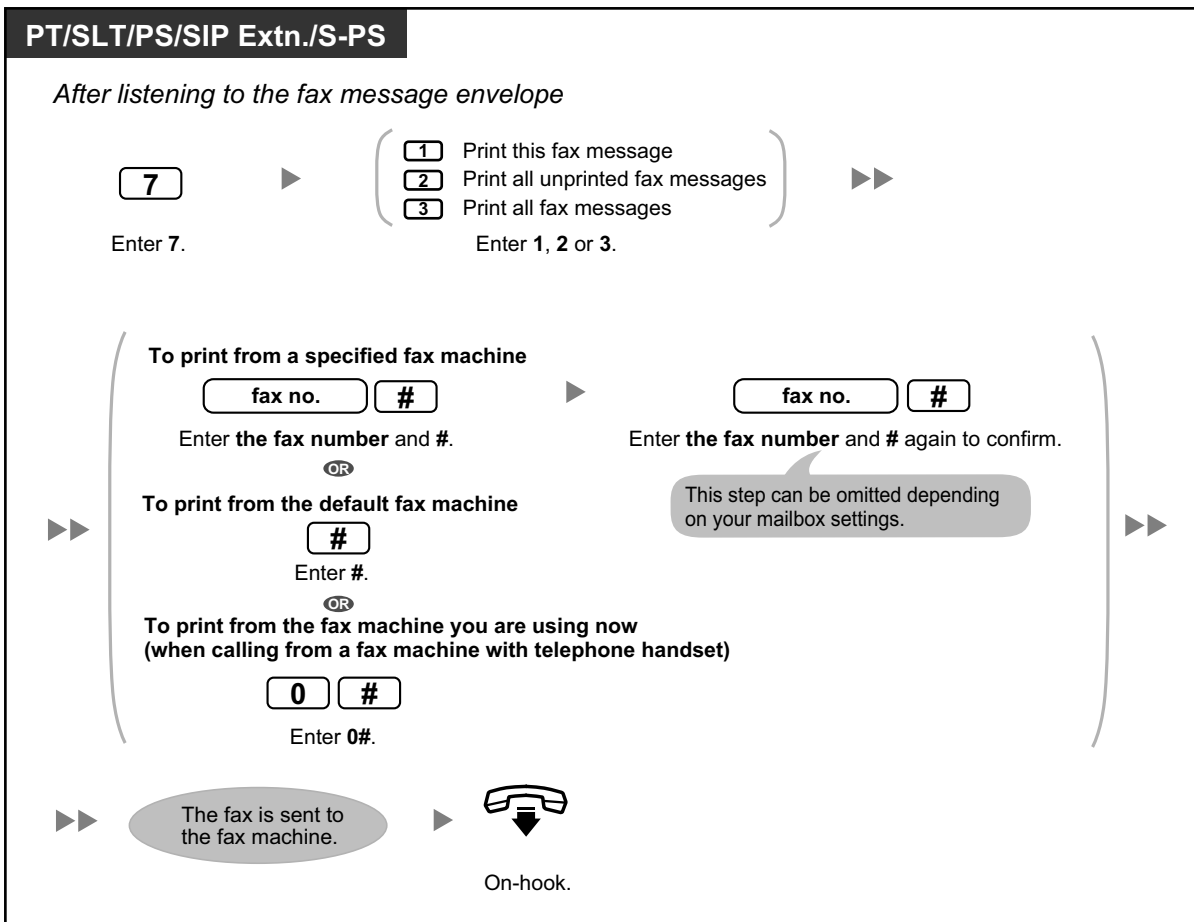 PT/SLT/PS/SIP Extn./S-PS
After listening to the fax message envelope
7
1 Print this fax message
2 Print all unprinted fax messages
3 Print all fax messages
Enter 7.
Enter 1, 2 or 3.
To print from a specified fax machine
fax no. #
fax no. #
Enter the fax number and #.
Enter the fax number and # again to confirm.
This step can be omitted depending
on your mailbox settings.
OR
To print from the default fax machine
#
Enter #.
OR
To print from the fax machine you are using now
(when calling from a fax machine with telephone handset)
0 #
Enter 0#.
The fax is sent to
the fax machine.
On-hook.